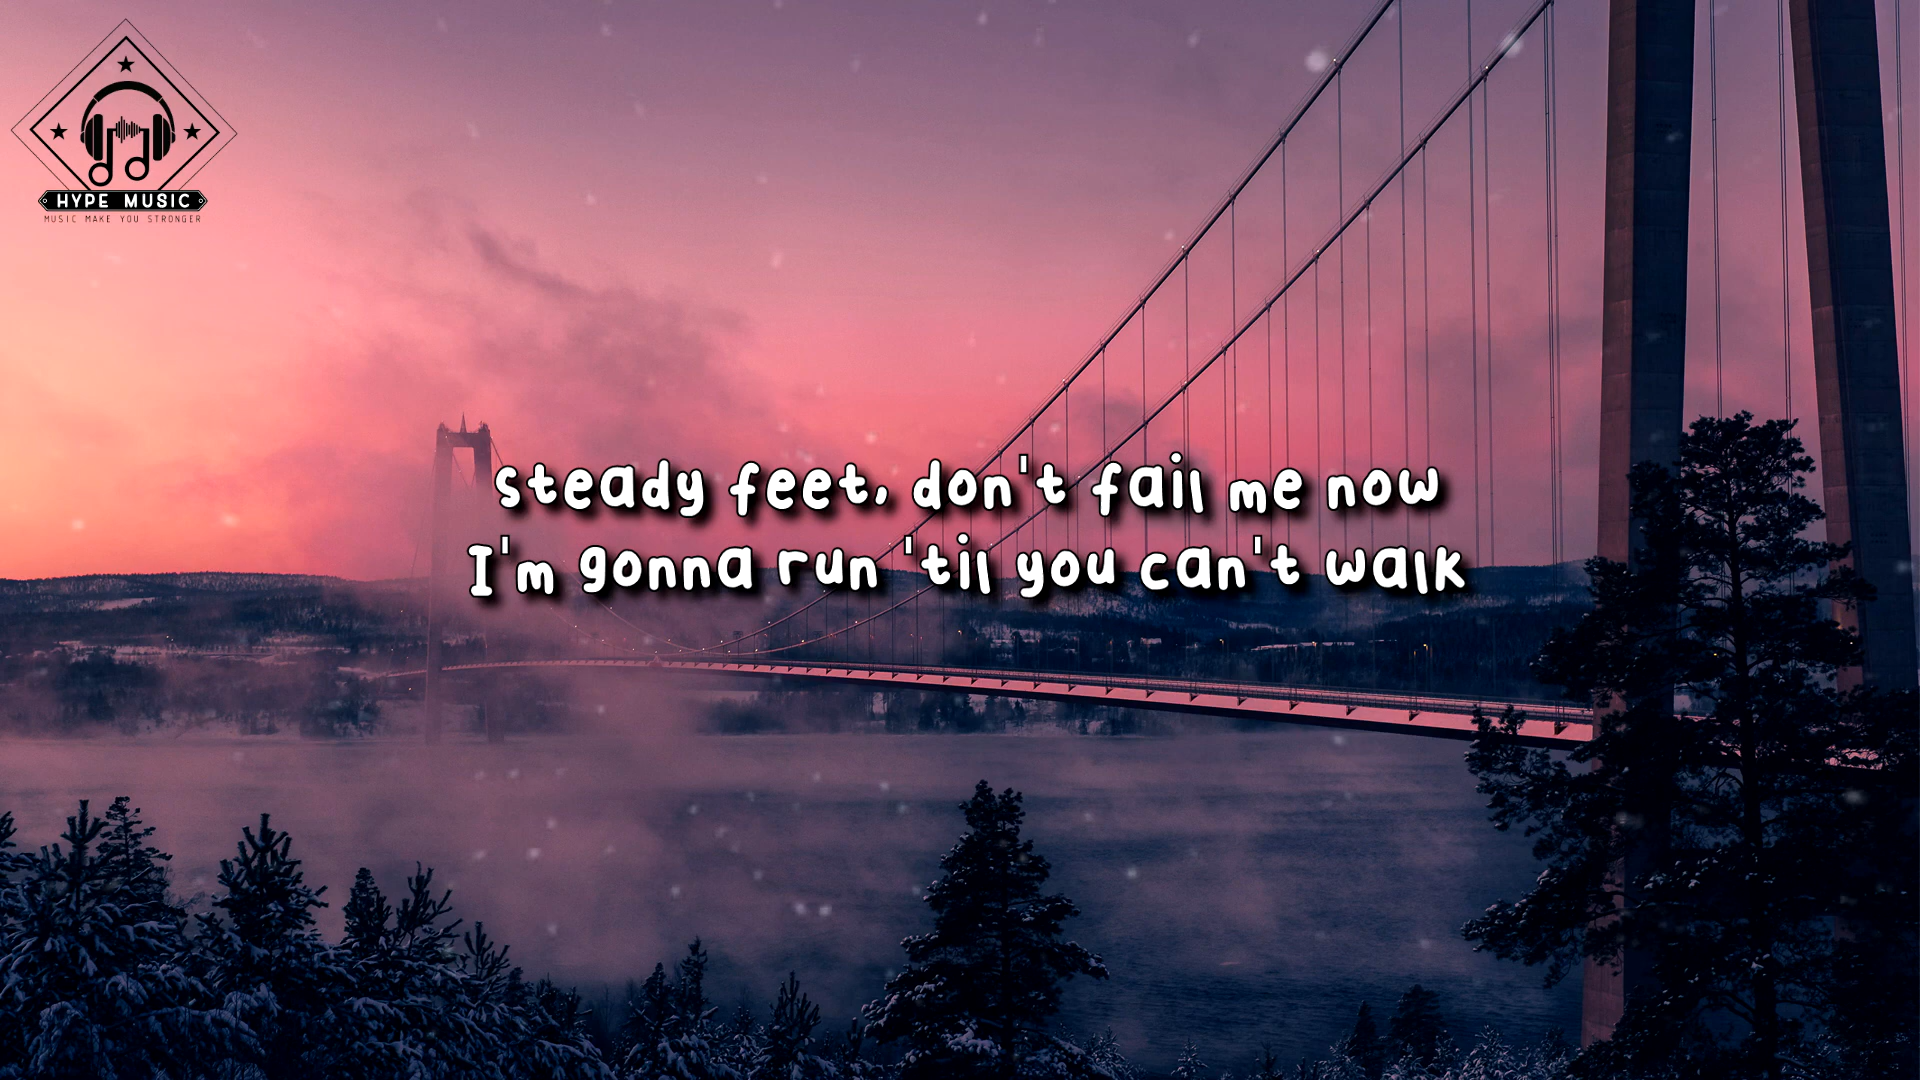 HYPE MUSIC
MUSIC MAKE YOU STRONGER
steady feet, don't fail me now
I'm gonna run 'til you can't walk